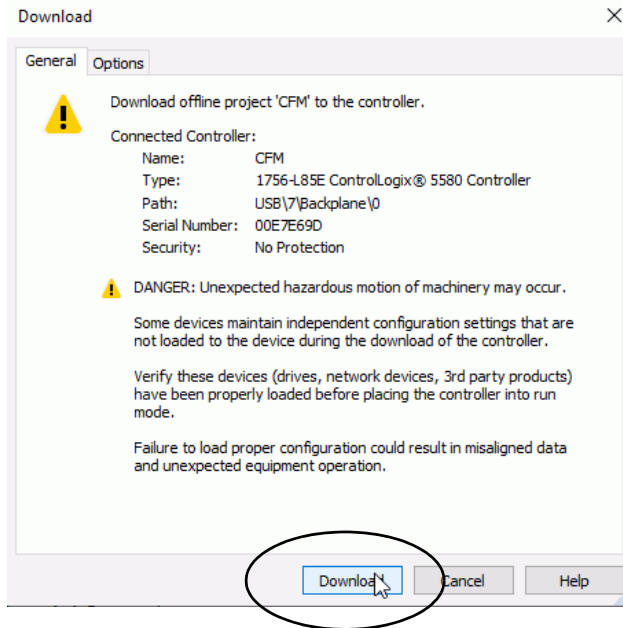 Download
General Options
Download offline project 'CFM' to the controller.
Connected Controller:
Name: CFM
Type: 1756-L85E ControlLogix® 5580 Controller
Path: USB\7\Backplane\0
Serial Number: 00E7E69D
Security: No Protection
DANGER: Unexpected hazardous motion of machinery may occur.
Some devices maintain independent configuration settings that are
not loaded to the device during the download of the controller.
Verify these devices (drives, network devices, 3rd party products)
have been properly loaded before placing the controller into run
mode.
Failure to load proper configuration could result in misaligned data
and unexpected equipment operation.
Download Cancel Help